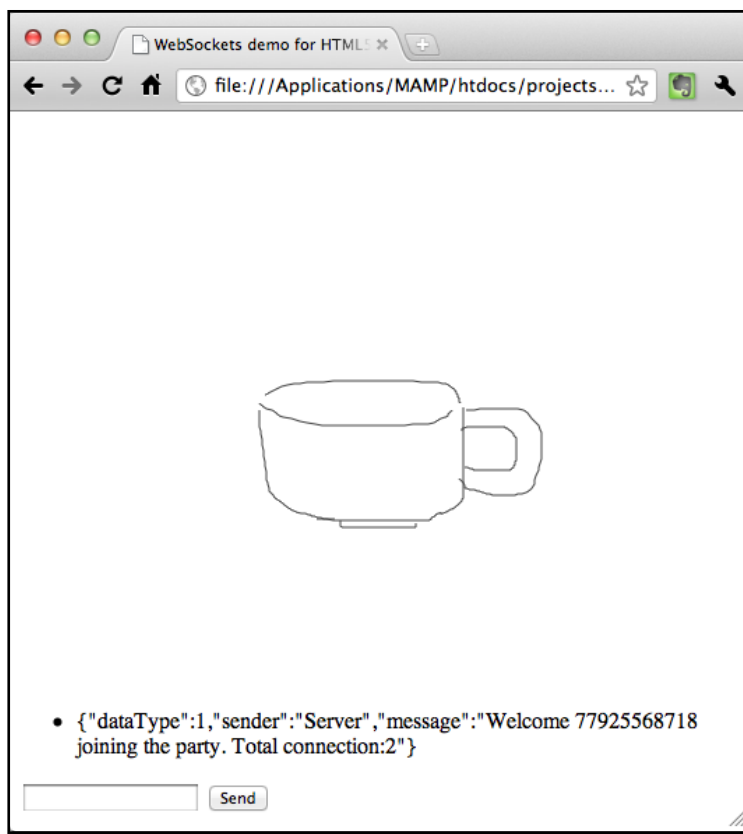 WebSockets demo for HTML5
file:///Applications/MAMP/htdocs/projects...
• {"dataType":1,"sender":"Server","message":"Welcome 77925568718
joining the party. Total connection:2"}
Send